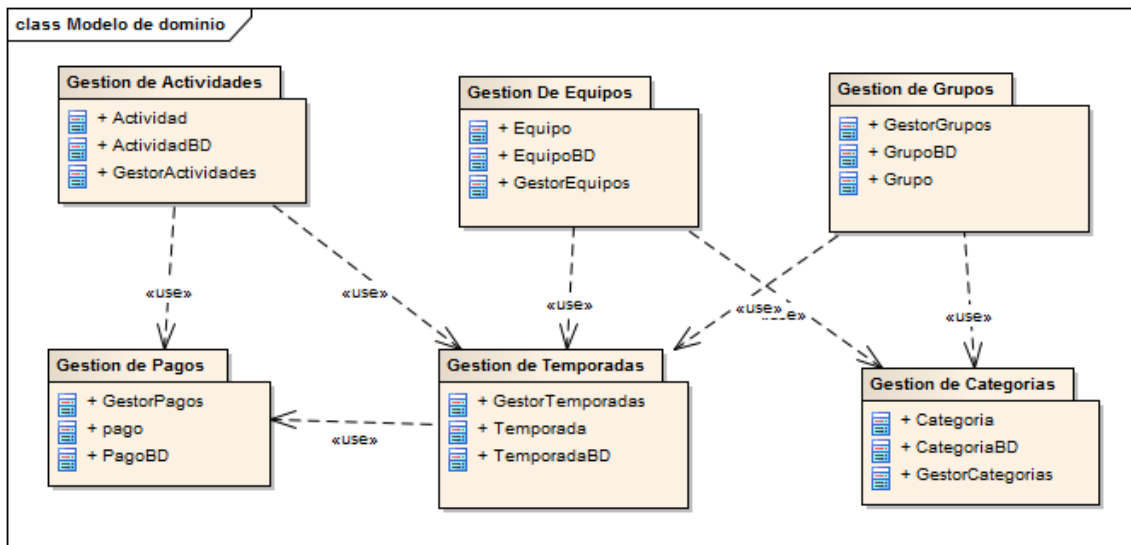 class Modelo de dominio
Gestion de Actividades
+ Actividad
+ ActividadBD
+ GestorActividades
Gestion De Equipos
+ Equipo
+ EquipoBD
+ GestorEquipos
Gestion de Grupos
+ GestorGrupos
+ GrupoBD
+ Grupo
«use»
«use»
«use»
«use»
«use»
«use»
Gestion de Pagos
+ GestorPagos
+ pago
+ PagoBD
«use»
Gestion de Temporadas
+ GestorTemporadas
+ Temporada
+ TemporadaBD
Gestion de Categorias
+ Categoria
+ CategoriaBD
+ GestorCategorias